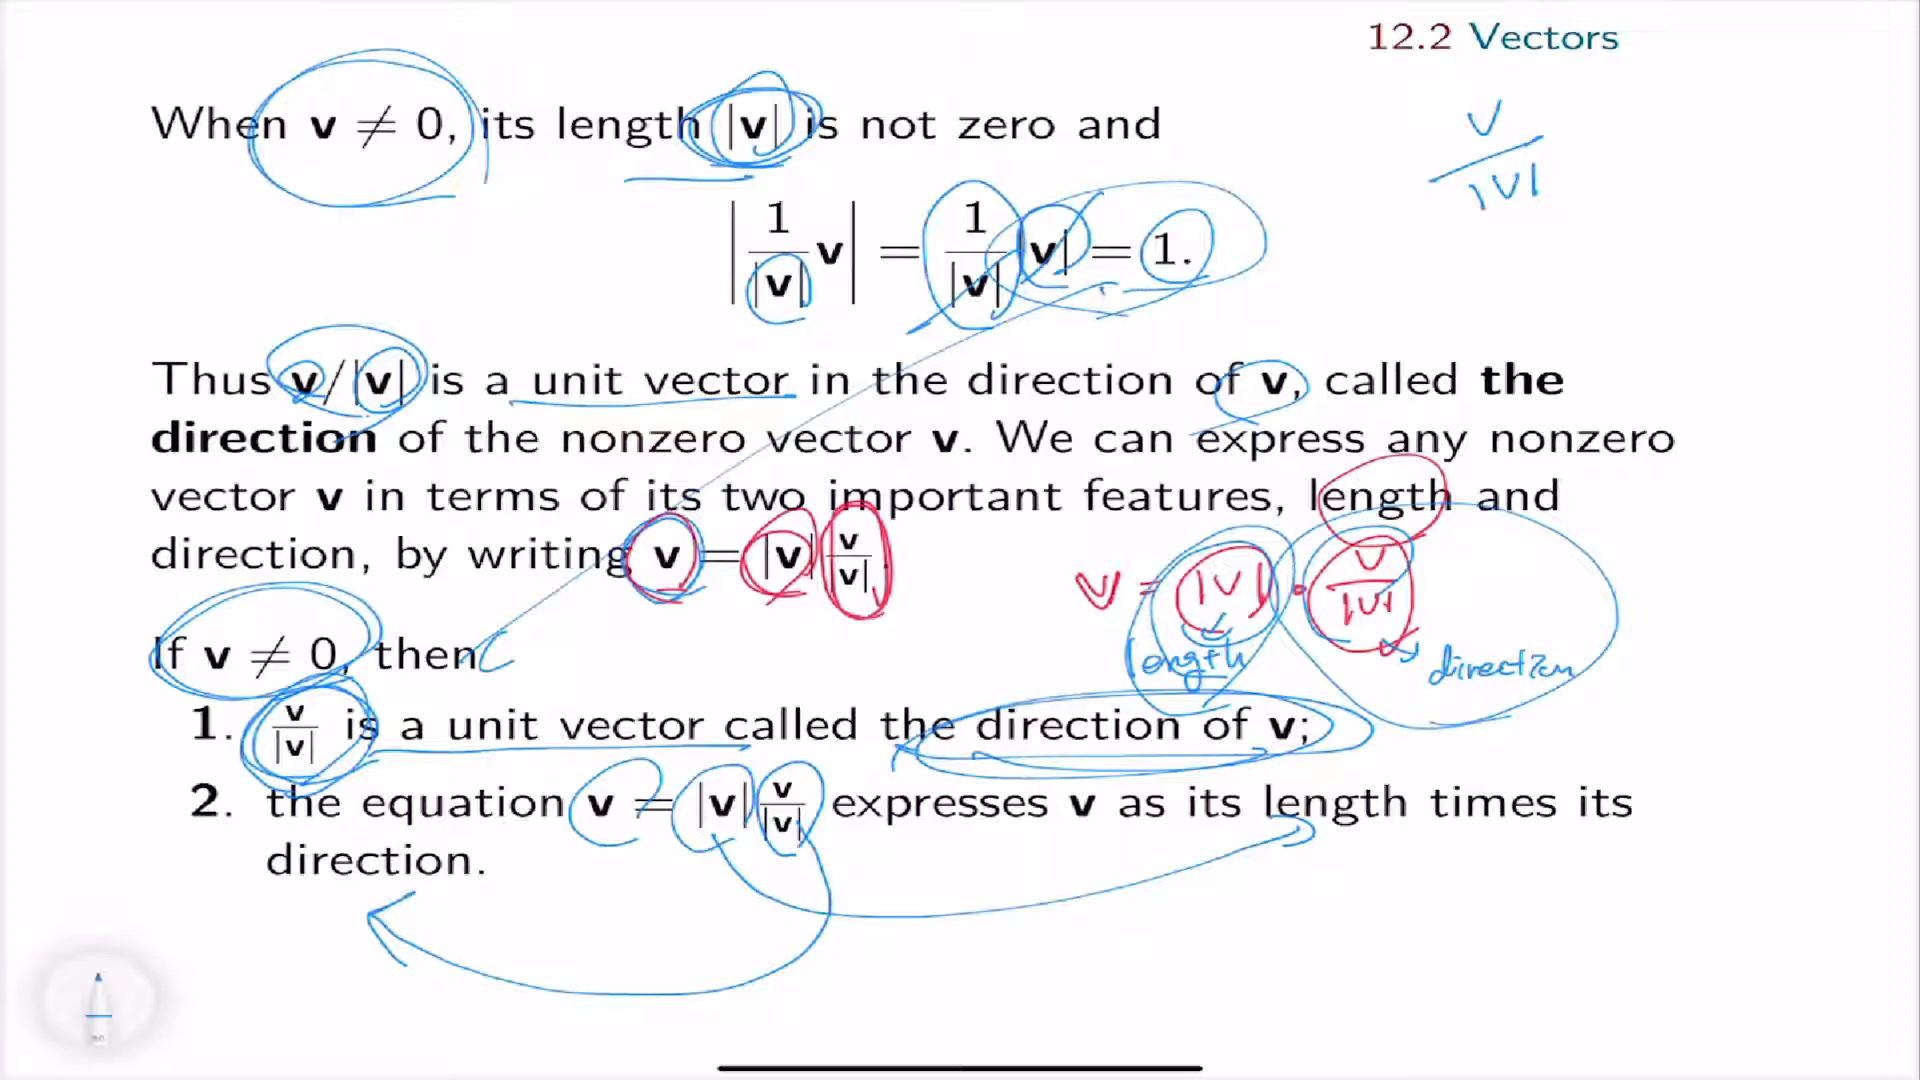 12.2 Vectors
When v ≠ 0, its length |v| is not zero and
v/|v|
|1/|v| v| = 1/|v| |v| = 1.
Thus v/|v| is a unit vector in the direction of v, called the
direction of the nonzero vector v. We can express any nonzero
vector v in terms of its two important features, length and
direction, by writing v = |v| v/|v|.
v = |v| · v/|v|
length direction
If v ≠ 0, then
1. v/|v| is a unit vector called the direction of v;
2. the equation v = |v| v/|v| expresses v as its length times its
direction.